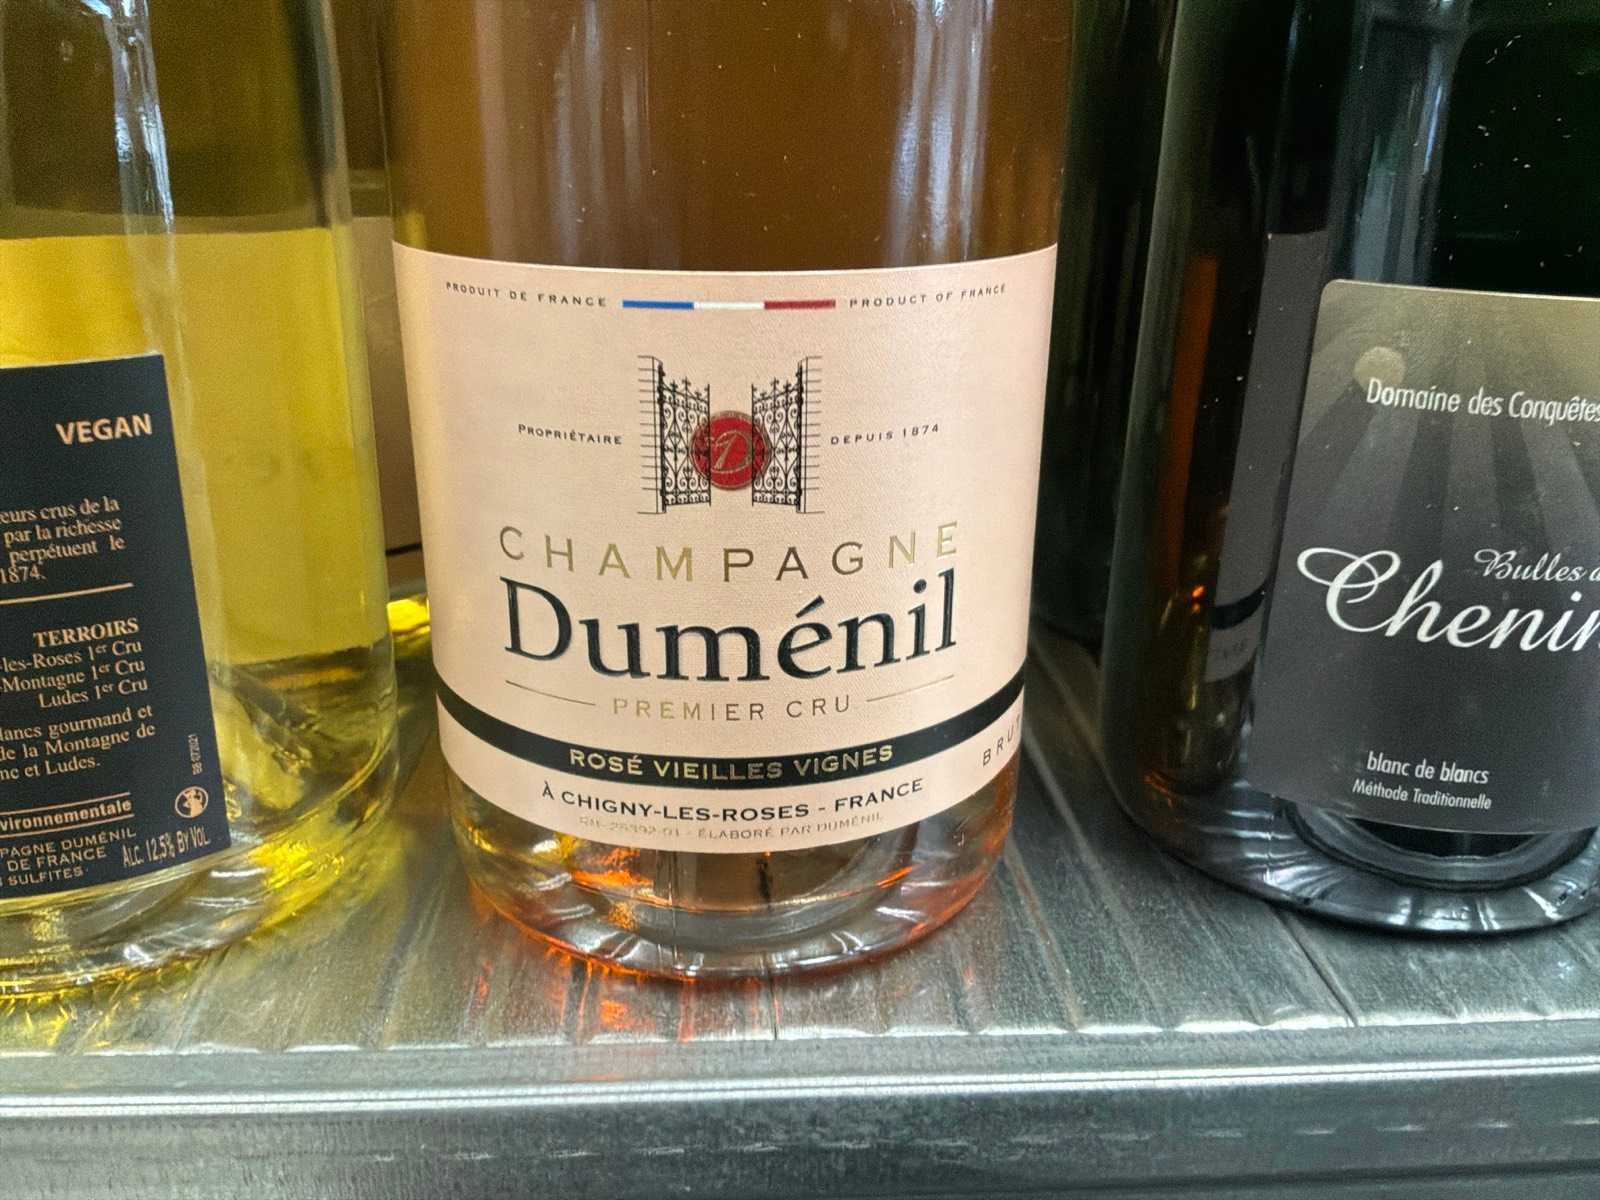 VEGAN
eurs crus de la
par la richesse
perpétuent le
1874.
TERROIRS
-les-Roses 1er Cru
-Montagne 1er Cru
Ludes 1er Cru
lancs gourmand et
de la Montagne de
nc et Ludes.
vironnementale
PAGNE DUMÉNIL
DE FRANCE
ALC. 12,5% BY VOL.
SULFITES
PRODUIT DE FRANCE PRODUCT OF FRANCE
PROPRIÉTAIRE D DEPUIS 1874
CHAMPAGNE
Duménil
PREMIER CRU
ROSÉ VIEILLES VIGNES
BRUT
À CHIGNY-LES-ROSES - FRANCE
ÉLABORÉ PAR DUMÉNIL
Domaine des Conquêtes
Bulles d
Chenin
blanc de blancs
Méthode Traditionnelle